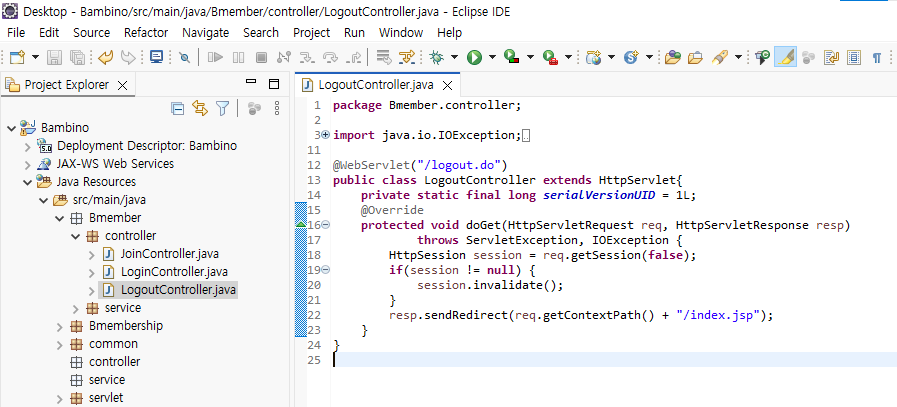 Desktop - Bambino/src/main/java/Bmember/controller/LogoutController.java - Eclipse IDE
File Edit Source Refactor Navigate Search Project Run Window Help
Project Explorer
Bambino
5.0 Deployment Descriptor: Bambino
JAX-WS Web Services
Java Resources
src/main/java
Bmember
controller
JoinController.java
LoginController.java
LogoutController.java
service
Bmembership
common
controller
service
servlet
LogoutController.java
1 package Bmember.controller;
2
3 import java.io.IOException;
11
12 @WebServlet("/logout.do")
13 public class LogoutController extends HttpServlet{
14 private static final long serialVersionUID = 1L;
15 @Override
16 protected void doGet(HttpServletRequest req, HttpServletResponse resp)
17 throws ServletException, IOException {
18 HttpSession session = req.getSession(false);
19 if(session != null) {
20 session.invalidate();
21 }
22 resp.sendRedirect(req.getContextPath() + "/index.jsp");
23 }
24 }
25